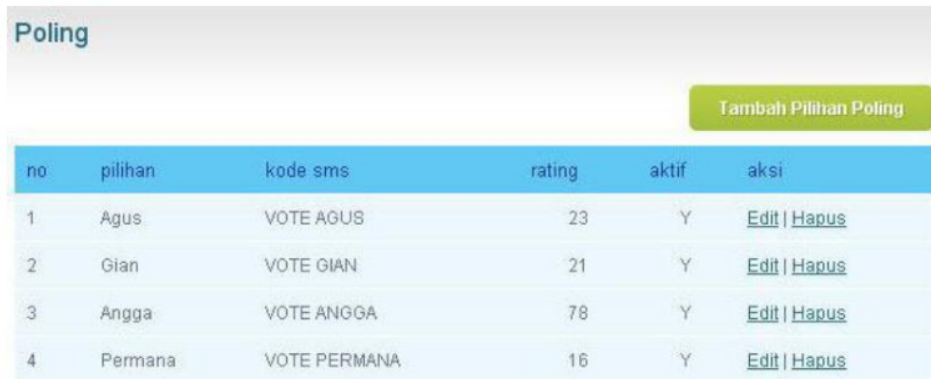 Poling
Tambah Pilihan Poling
no pilihan kode sms rating aktif aksi
1 Agus VOTE AGUS 23 Y Edit | Hapus
2 Gian VOTE GIAN 21 Y Edit | Hapus
3 Angga VOTE ANGGA 78 Y Edit | Hapus
4 Permana VOTE PERMANA 16 Y Edit | Hapus